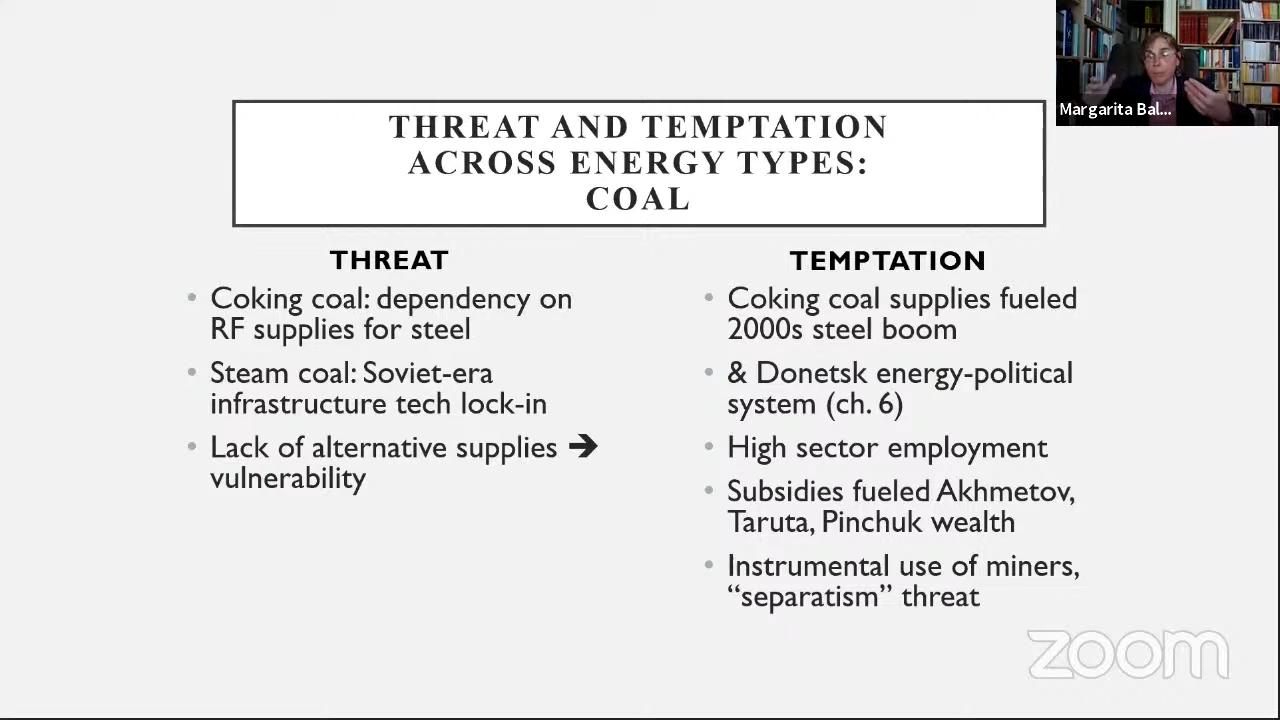 Margarita Bal...
THREAT AND TEMPTATION
ACROSS ENERGY TYPES:
COAL
THREAT
• Coking coal: dependency on
RF supplies for steel
• Steam coal: Soviet-era
infrastructure tech lock-in
• Lack of alternative supplies ➔
vulnerability
TEMPTATION
• Coking coal supplies fueled
2000s steel boom
• & Donetsk energy-political
system (ch. 6)
• High sector employment
• Subsidies fueled Akhmetov,
Taruta, Pinchuk wealth
• Instrumental use of miners,
“separatism” threat
zoom